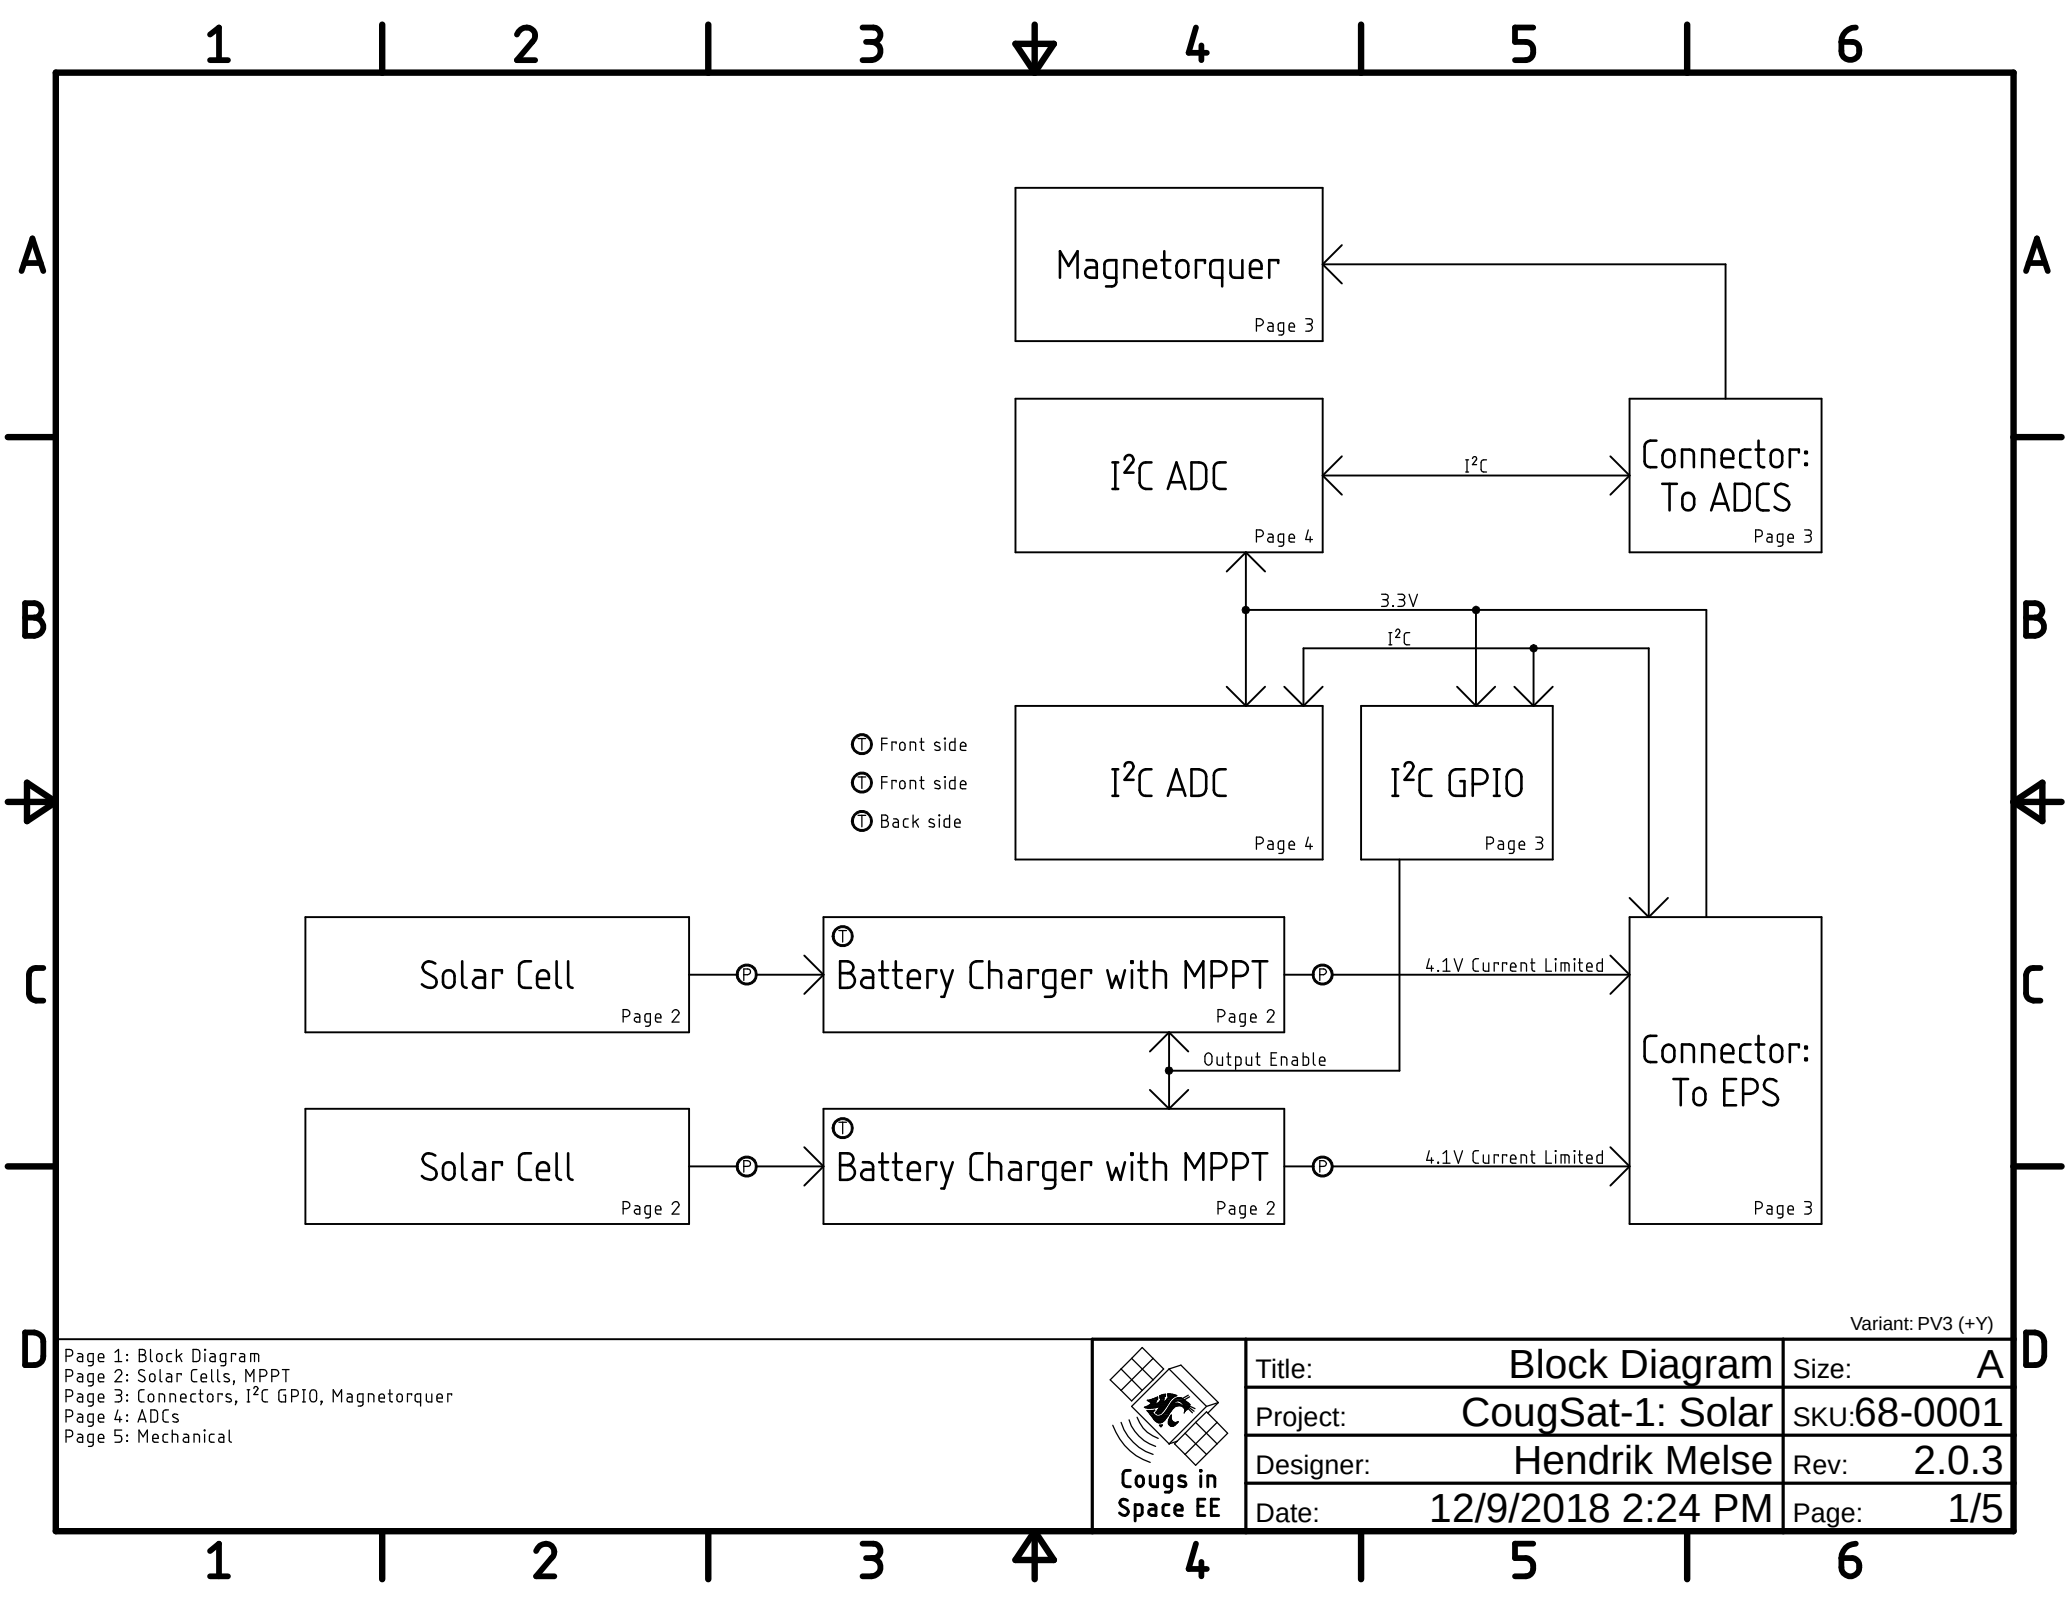 1 2 3 4 5 6
A A
Magnetorquer
Page 3
I²C ADC
Page 4
I²C
Connector:
To ADCS
Page 3
B B
3.3V
I²C
T Front side
T Front side
T Back side
I²C ADC
Page 4
I²C GPIO
Page 3
C C
Solar Cell
Page 2
P
T
Battery Charger with MPPT
Page 2
P
4.1V Current Limited
Output Enable
Connector:
To EPS
Page 3
Solar Cell
Page 2
P
T
Battery Charger with MPPT
Page 2
P
4.1V Current Limited
Variant: PV3 (+Y)
D D
Page 1: Block Diagram
Page 2: Solar Cells, MPPT
Page 3: Connectors, I²C GPIO, Magnetorquer
Page 4: ADCs
Page 5: Mechanical
Cougs in
Space EE
Title: Block Diagram Size: A
Project: CougSat-1: Solar SKU:68-0001
Designer: Hendrik Melse Rev: 2.0.3
Date: 12/9/2018 2:24 PM Page: 1/5
1 2 3 4 5 6